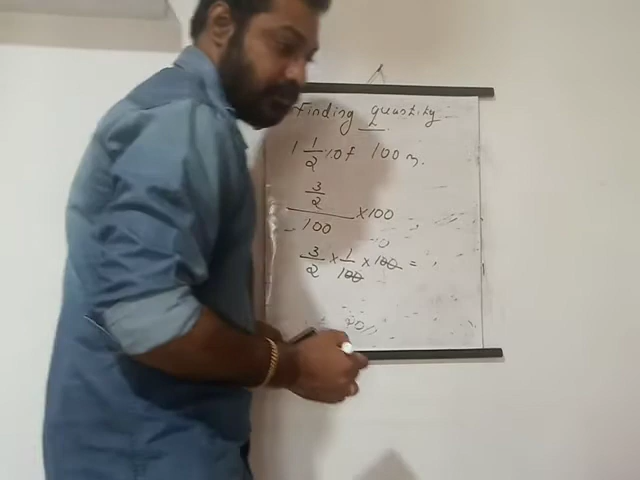 Finding quantity
1 1/2 % of 100 m.
3/2
/100 × 100
3/2 × 1/100 × 100 =